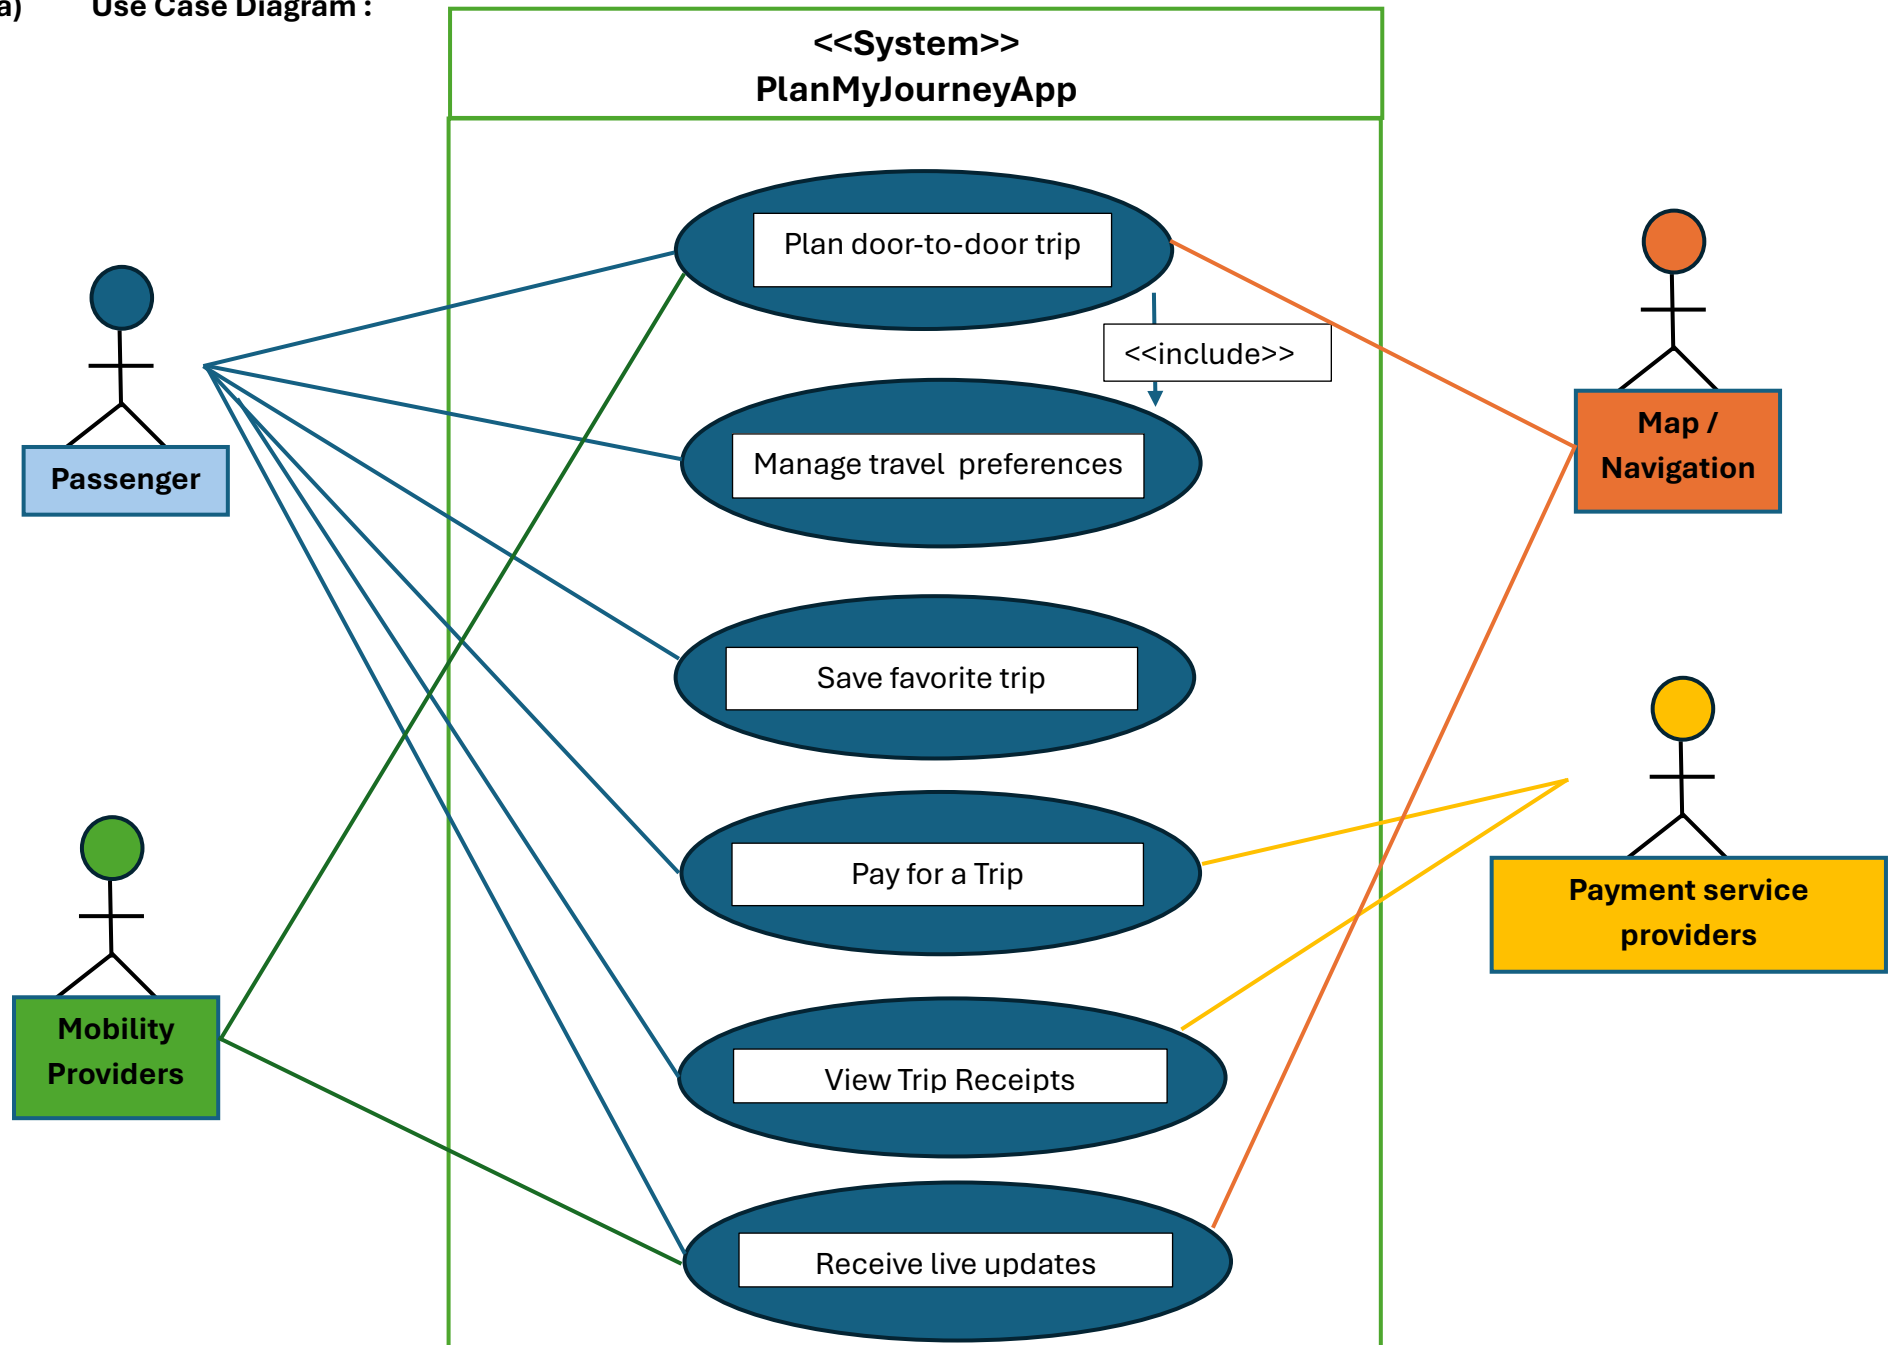 a) Use Case Diagram :
<<System>>
PlanMyJourneyApp
Plan door-to-door trip
<<include>>
Manage travel  preferences
Save favorite trip
Pay for a Trip
View Trip Receipts
Receive live updates
Passenger
Mobility
Providers
Map /
Navigation
Payment service
providers